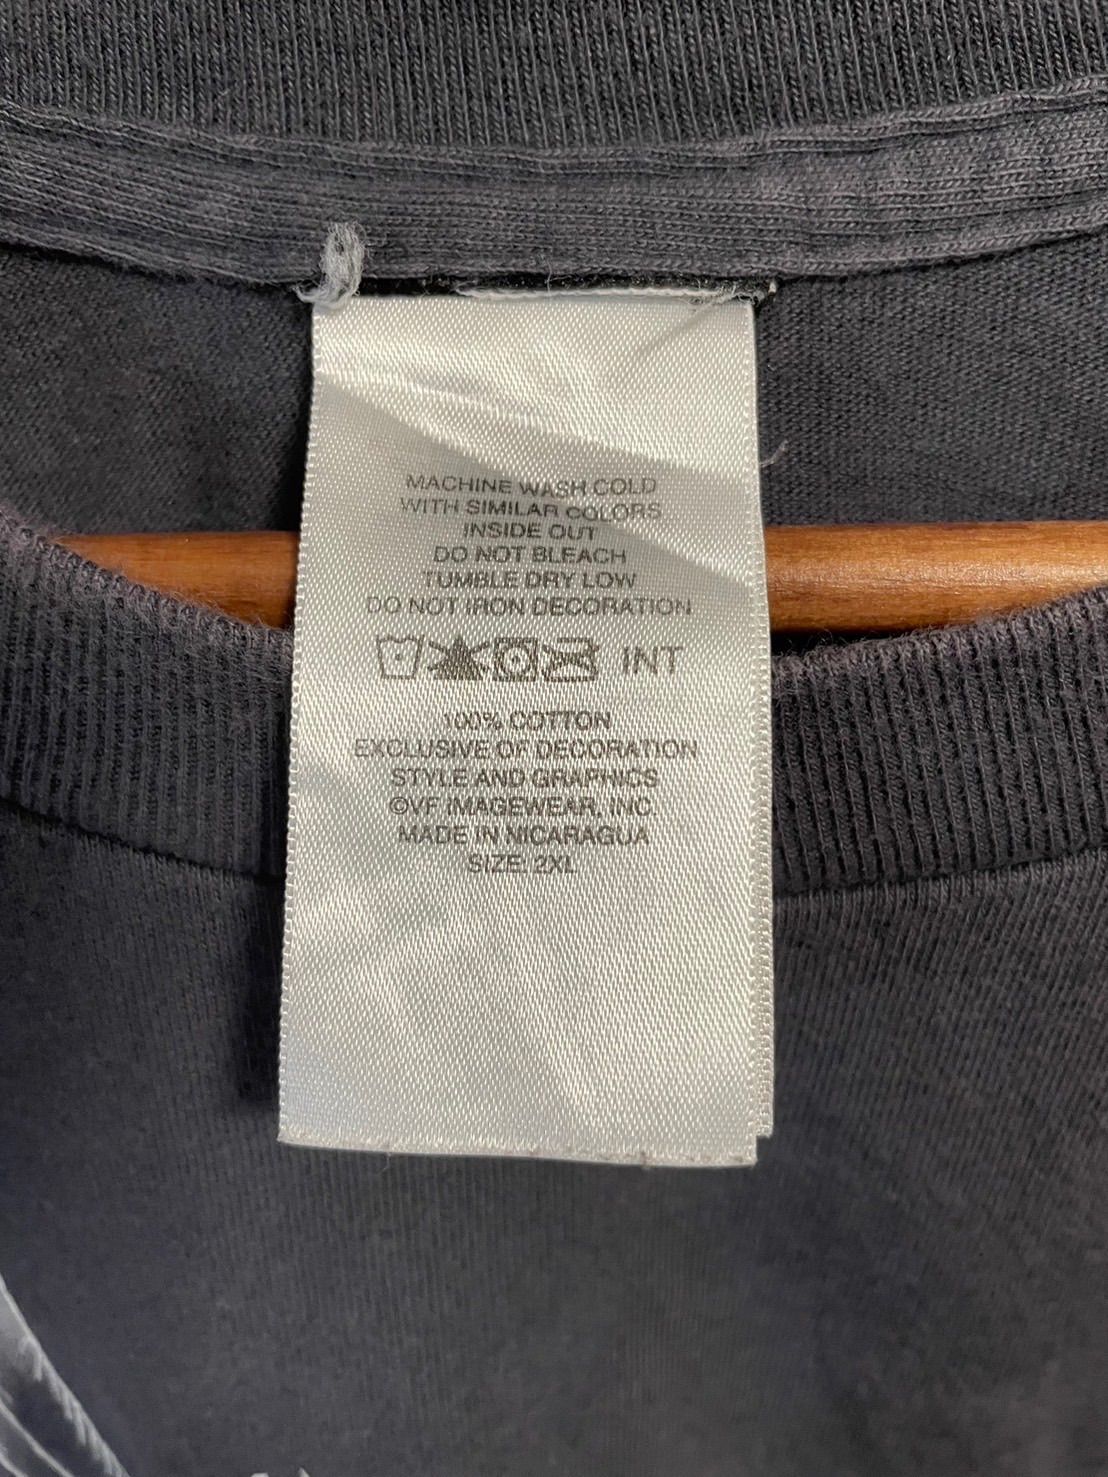 MACHINE WASH COLD
WITH SIMILAR COLORS
INSIDE OUT
DO NOT BLEACH
TUMBLE DRY LOW
DO NOT IRON DECORATION
INT
100% COTTON
EXCLUSIVE OF DECORATION
STYLE AND GRAPHICS
©VF IMAGEWEAR, INC.
MADE IN NICARAGUA
SIZE: 2XL